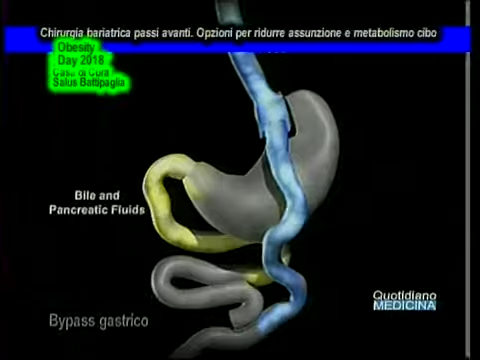 Chirurgia bariatrica passi avanti. Opzioni per ridurre assunzione e metabolismo cibo
Obesity
Day 2018
Casa di Cura
Salus Battipaglia
Bile and
Pancreatic Fluids
Bypass gastrico
Quotidiano
MEDICINA